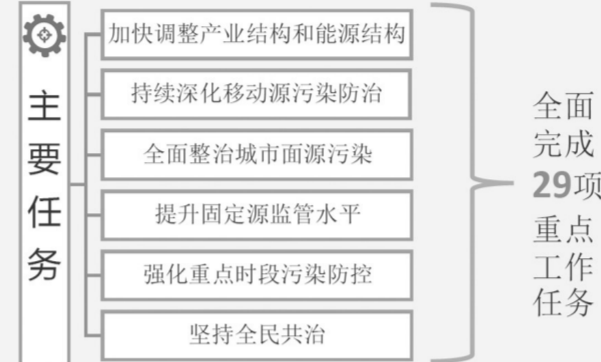 主要任务
加快调整产业结构和能源结构
持续深化移动源污染防治
全面整治城市面源污染
提升固定源监管水平
强化重点时段污染防控
坚持全民共治
全面
完成
29项
重点
工作
任务